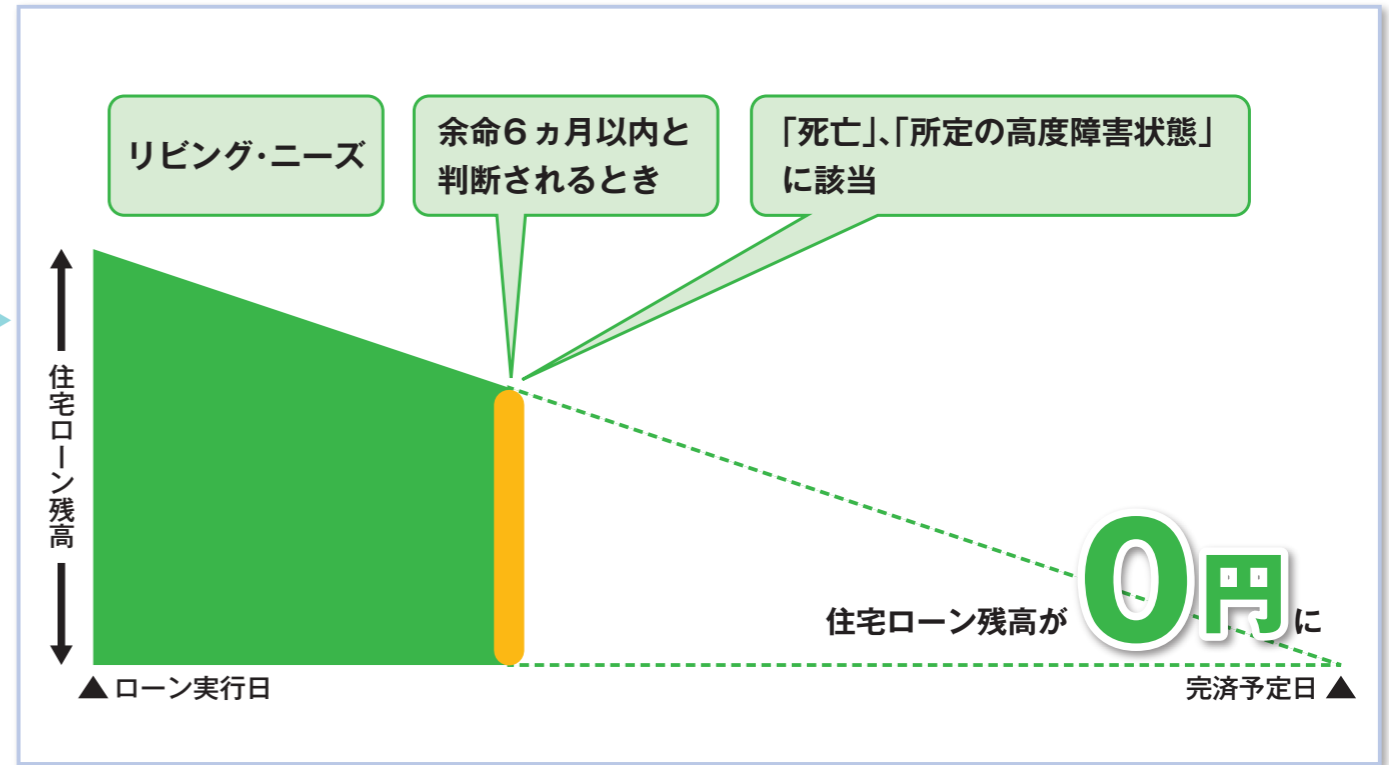 リビング・ニーズ
余命6ヵ月以内と
判断されるとき
「死亡」、「所定の高度障害状態」
に該当
住宅ローン残高
住宅ローン残高が0円に
▲ローン実行日
完済予定日▲